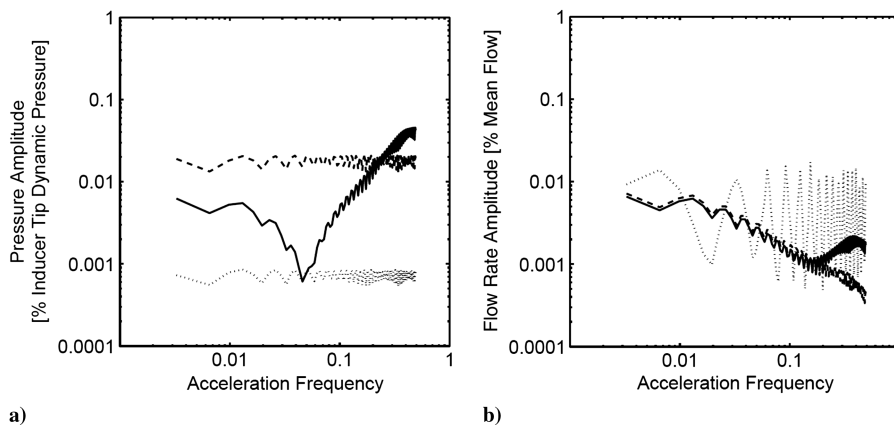 Pressure Amplitude
[% Inducer Tip Dynamic Pressure]
1
0.1
0.01
0.001
0.0001
0.01
0.1
1
Acceleration Frequency
a)
Flow Rate Amplitude [% Mean Flow]
1
0.1
0.01
0.001
0.0001
0.01
0.1
Acceleration Frequency
b)